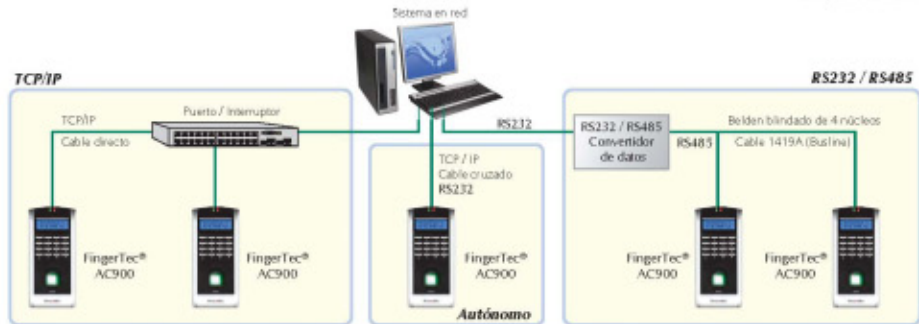 Sistema en red
TCP/IP
RS232 / RS485
Puerto / Interruptor
TCP/IP
Cable directo
RS232
RS232 / RS485
Convertidor
de datos
RS485
Belden blindado de 4 núcleos
Cable 1419A (Busline)
TCP / IP
Cable cruzado
RS232
FingerTec®
AC900
FingerTec®
AC900
FingerTec®
AC900
FingerTec®
AC900
FingerTec®
AC900
Autónomo